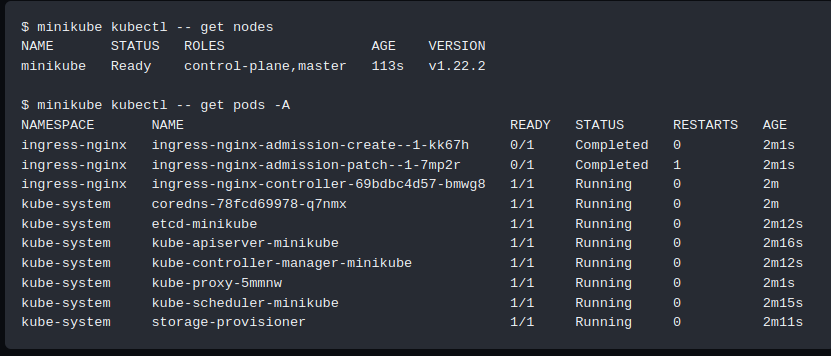 $ minikube kubectl -- get nodes
NAME       STATUS   ROLES                  AGE    VERSION
minikube   Ready    control-plane,master   113s   v1.22.2

$ minikube kubectl -- get pods -A
NAMESPACE       NAME                                        READY   STATUS      RESTARTS   AGE
ingress-nginx   ingress-nginx-admission-create--1-kk67h     0/1     Completed   0          2m1s
ingress-nginx   ingress-nginx-admission-patch--1-7mp2r      0/1     Completed   1          2m1s
ingress-nginx   ingress-nginx-controller-69bdbc4d57-bmwg8   1/1     Running     0          2m
kube-system     coredns-78fcd69978-q7nmx                    1/1     Running     0          2m
kube-system     etcd-minikube                               1/1     Running     0          2m12s
kube-system     kube-apiserver-minikube                     1/1     Running     0          2m16s
kube-system     kube-controller-manager-minikube            1/1     Running     0          2m12s
kube-system     kube-proxy-5mmnw                            1/1     Running     0          2m1s
kube-system     kube-scheduler-minikube                     1/1     Running     0          2m15s
kube-system     storage-provisioner                         1/1     Running     0          2m11s